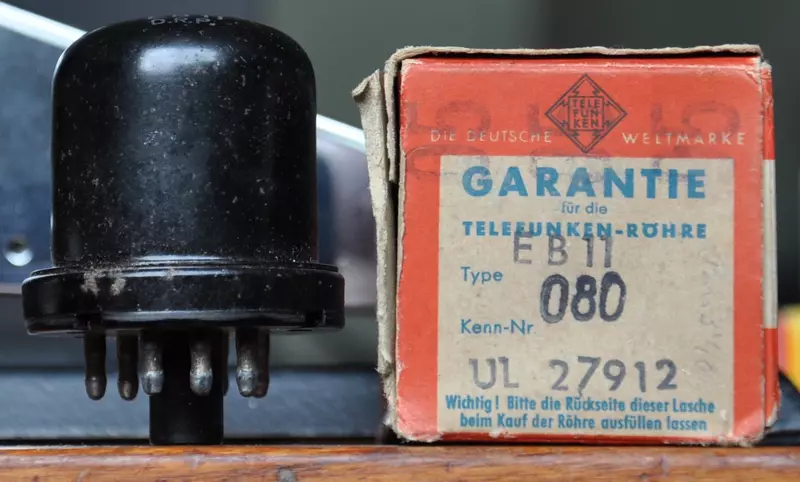 D.R.P.
TELE
FUN
KEN
DIE DEUTSCHE WELTMARKE
GARANTIE
für die
TELEFUNKEN-RÖHRE
EB11
Type
080
Kenn-Nr.
UL 27912
Wichtig! Bitte die Rückseite dieser Lasche
beim Kauf der Röhre ausfüllen lassen